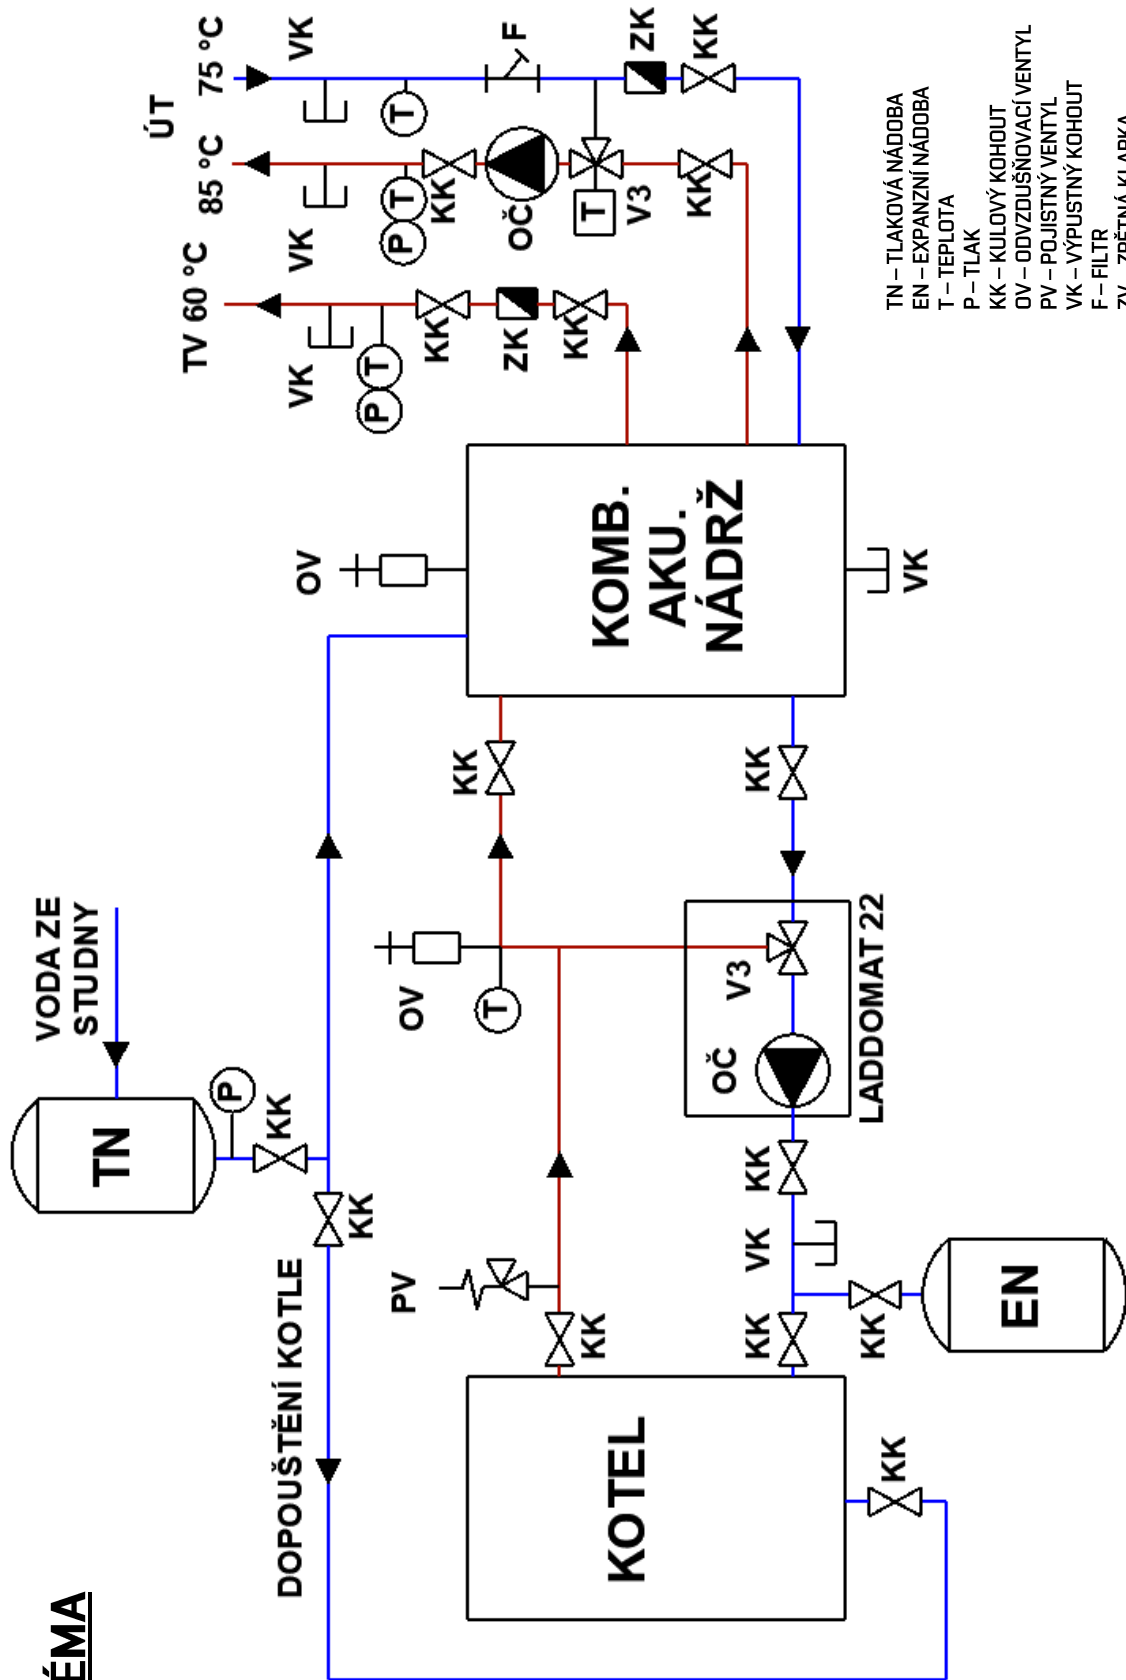 ÉMA
VODA ZE
STUDNY
ÚT
TV 60 °C
85 °C
75 °C
TN
P
KK
KK
DOPOUŠTĚNÍ KOTLE
PV
OV
T
OV
VK
VK
VK
P T
P T
T
KK
KK
F
ZK
OČ
KK
V3
T
ZK
KK
KK
KK
KK
KOTEL
KOMB.
AKU.
NÁDRŽ
VK
KK
VK
KK
OČ
V3
KK
LADDOMAT 22
KK
KK
EN
TN – TLAKOVÁ NÁDOBA
EN – EXPANZNÍ NÁDOBA
T – TEPLOTA
P – TLAK
KK – KULOVÝ KOHOUT
OV – ODVZDUŠŇOVACÍ VENTYL
PV – POJISTNÝ VENTYL
VK – VÝPUSTNÝ KOHOUT
F – FILTR
ZV – ZPĚTNÁ KLAPKA